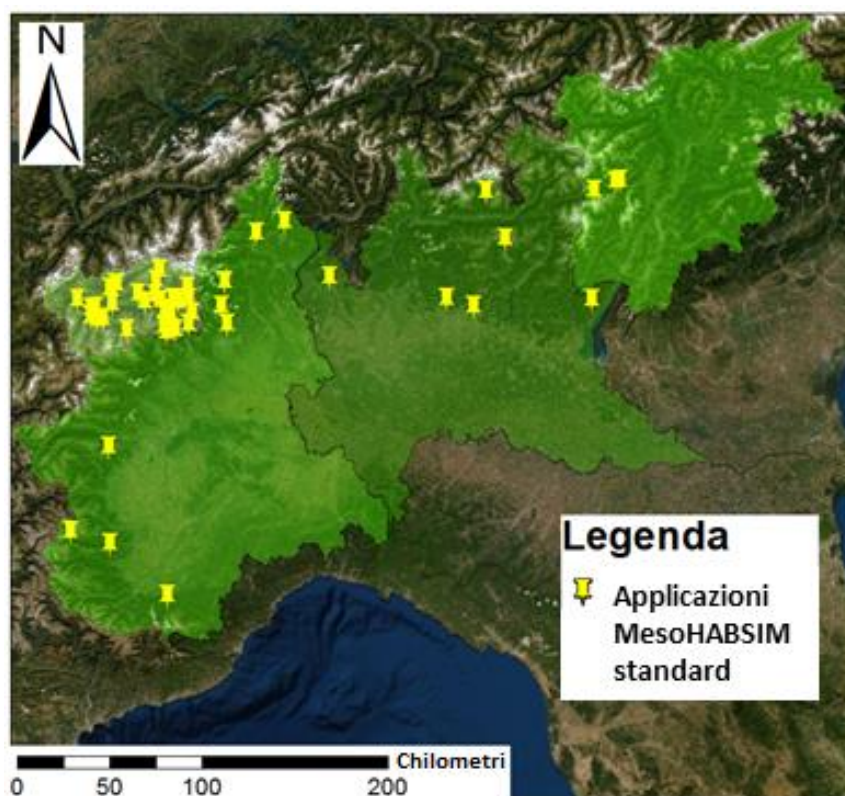 N
Legenda
Applicazioni
MesoHABSIM
standard
Chilometri
0 50 100 200